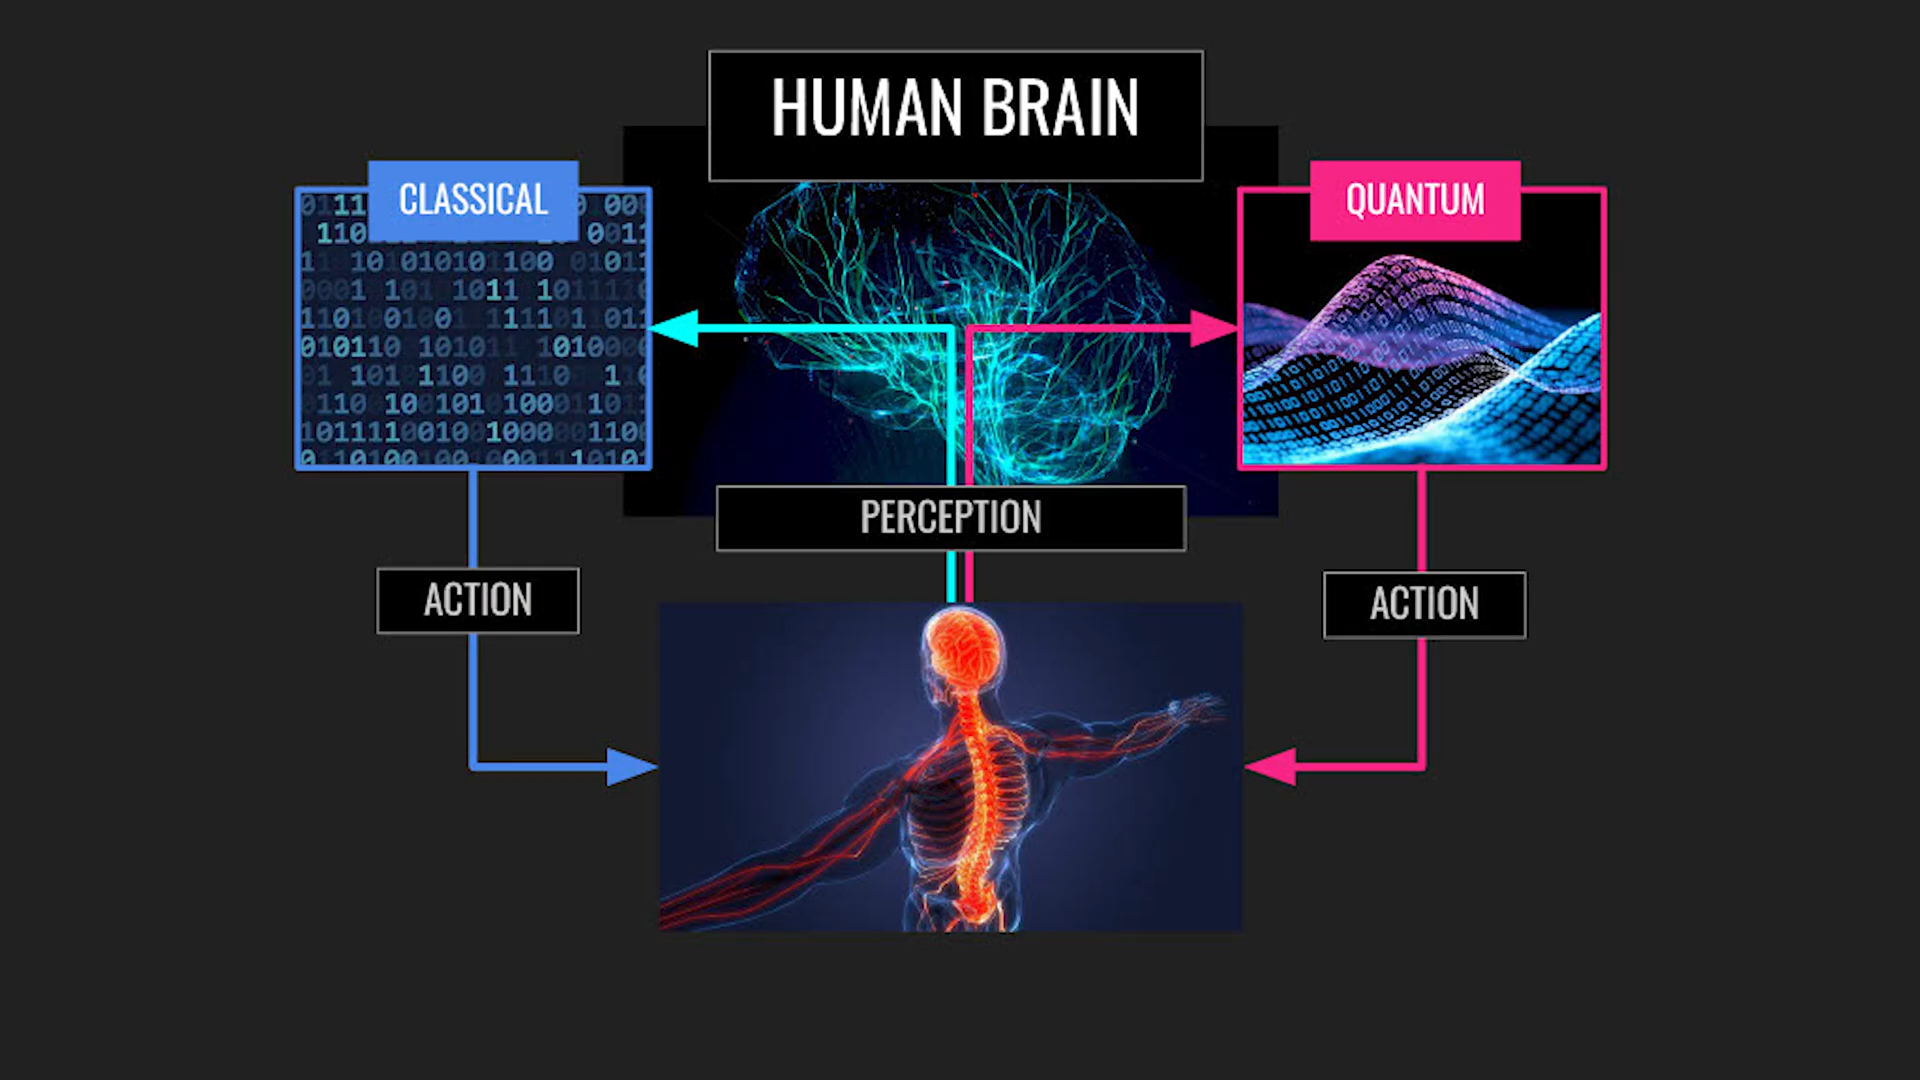 HUMAN BRAIN
CLASSICAL
QUANTUM
PERCEPTION
ACTION
ACTION